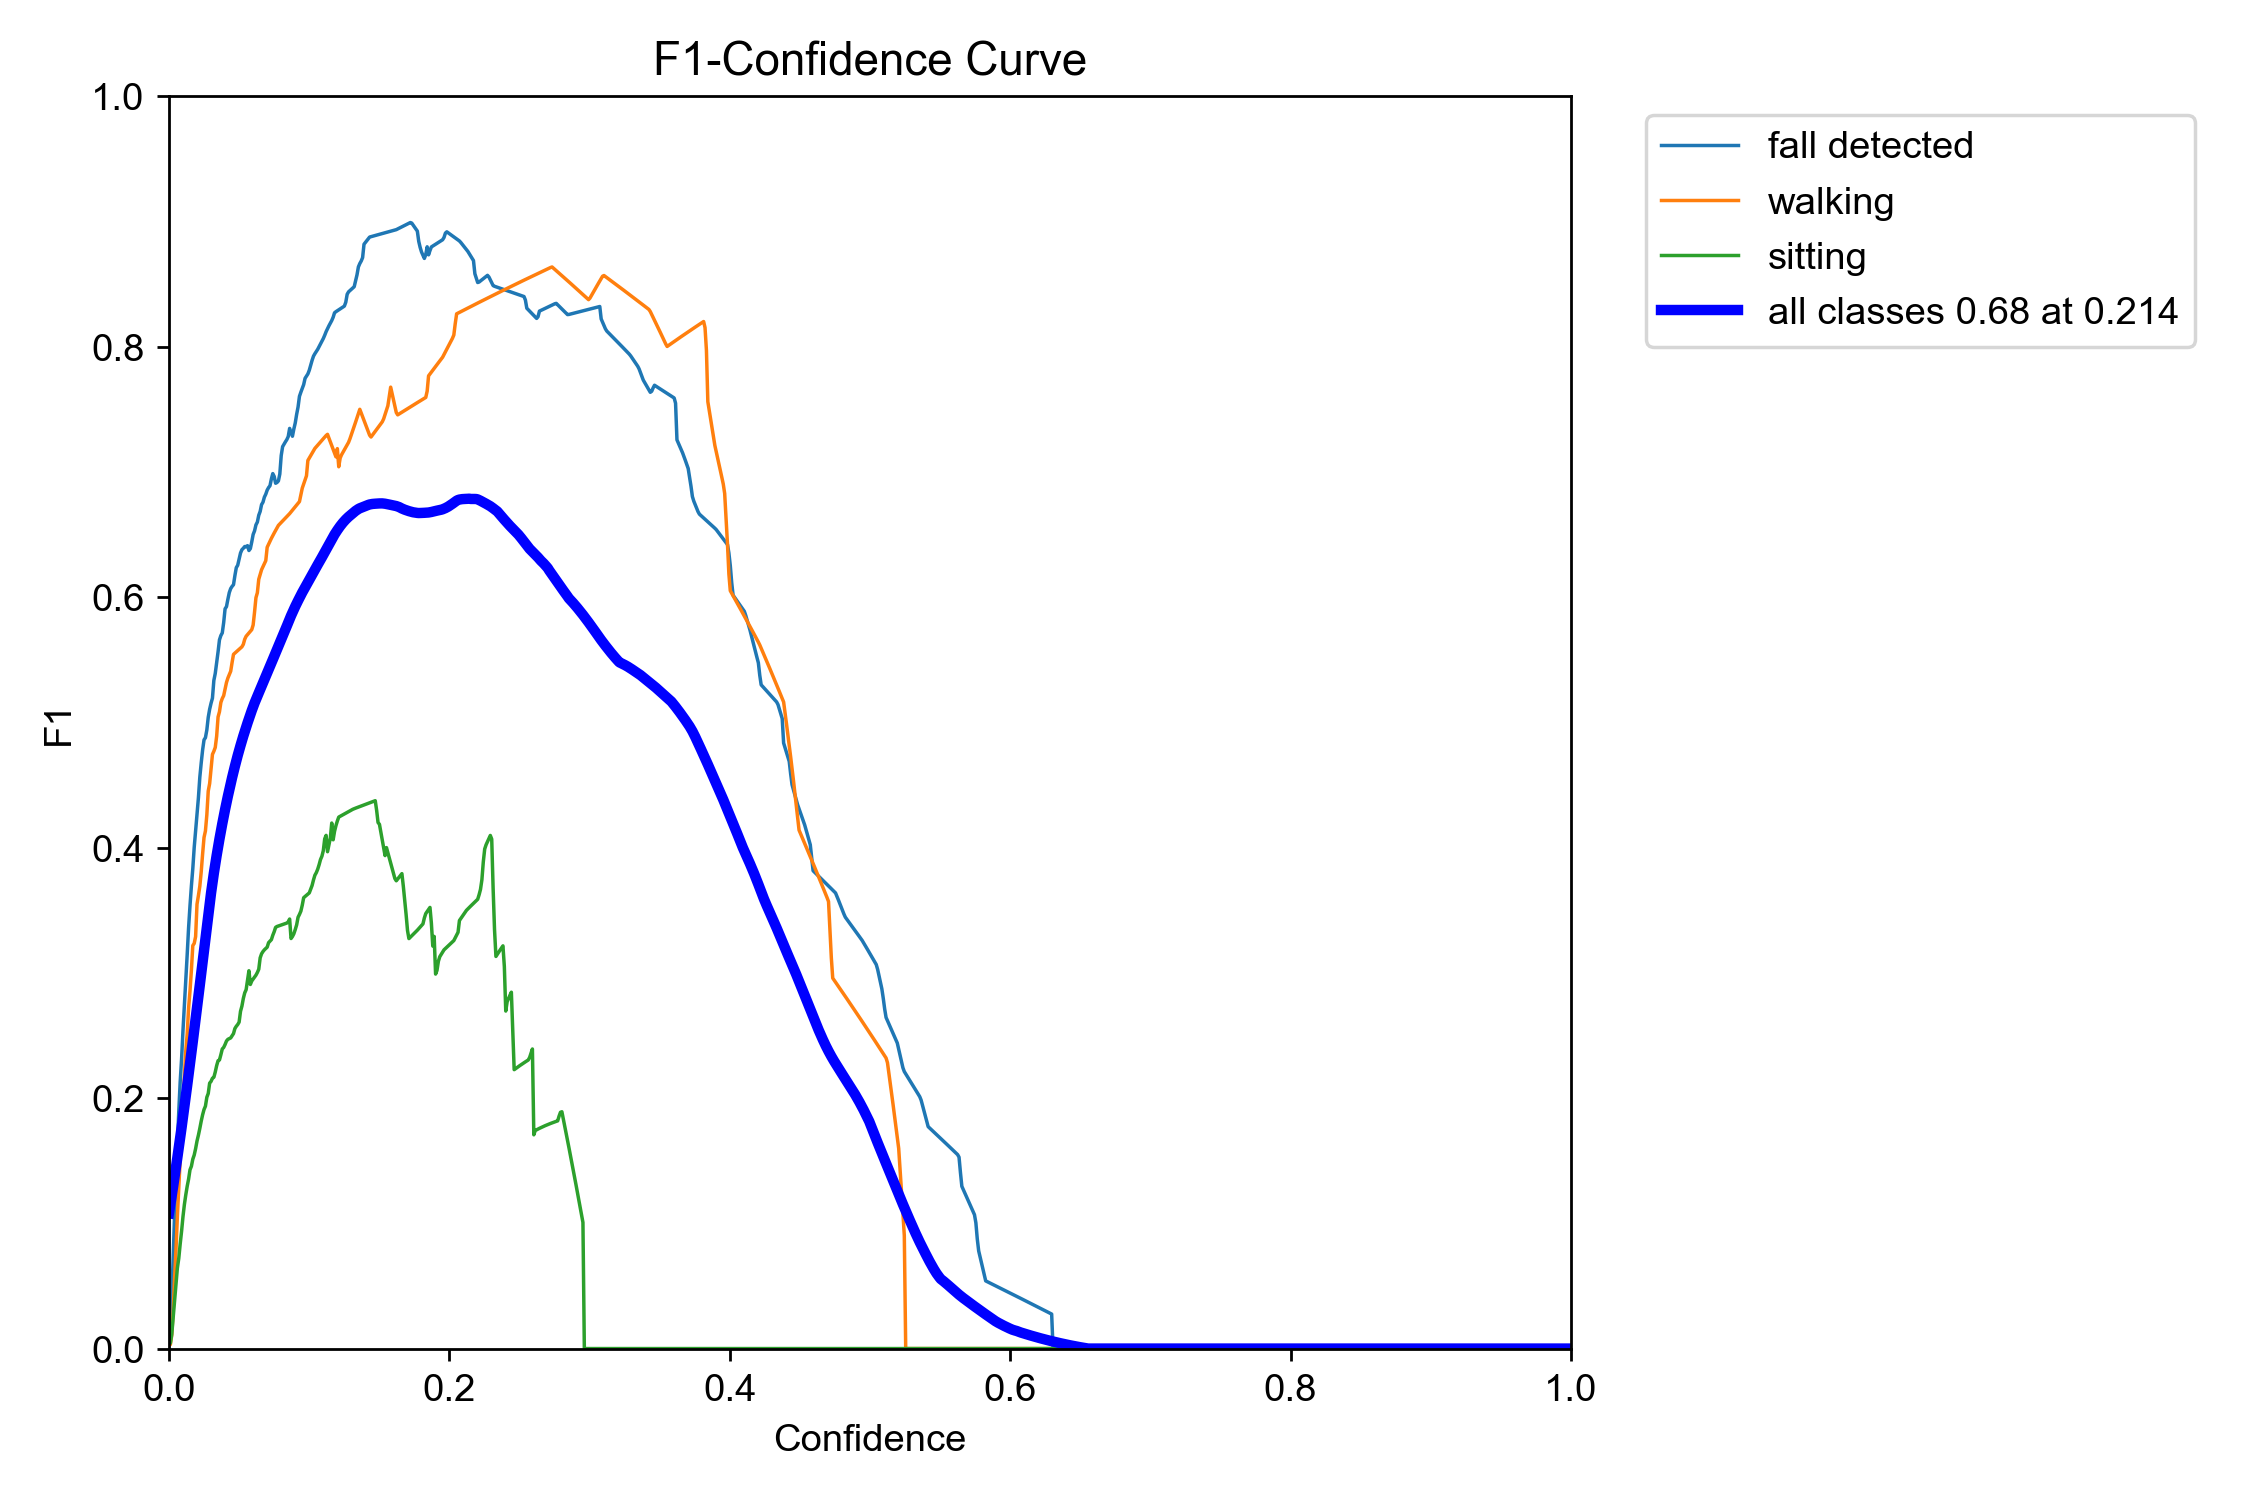 F1-Confidence Curve
1.0
0.8
0.6
0.4
0.2
0.0
F1
0.0 0.2 0.4 0.6 0.8 1.0
Confidence
fall detected
walking
sitting
all classes 0.68 at 0.214